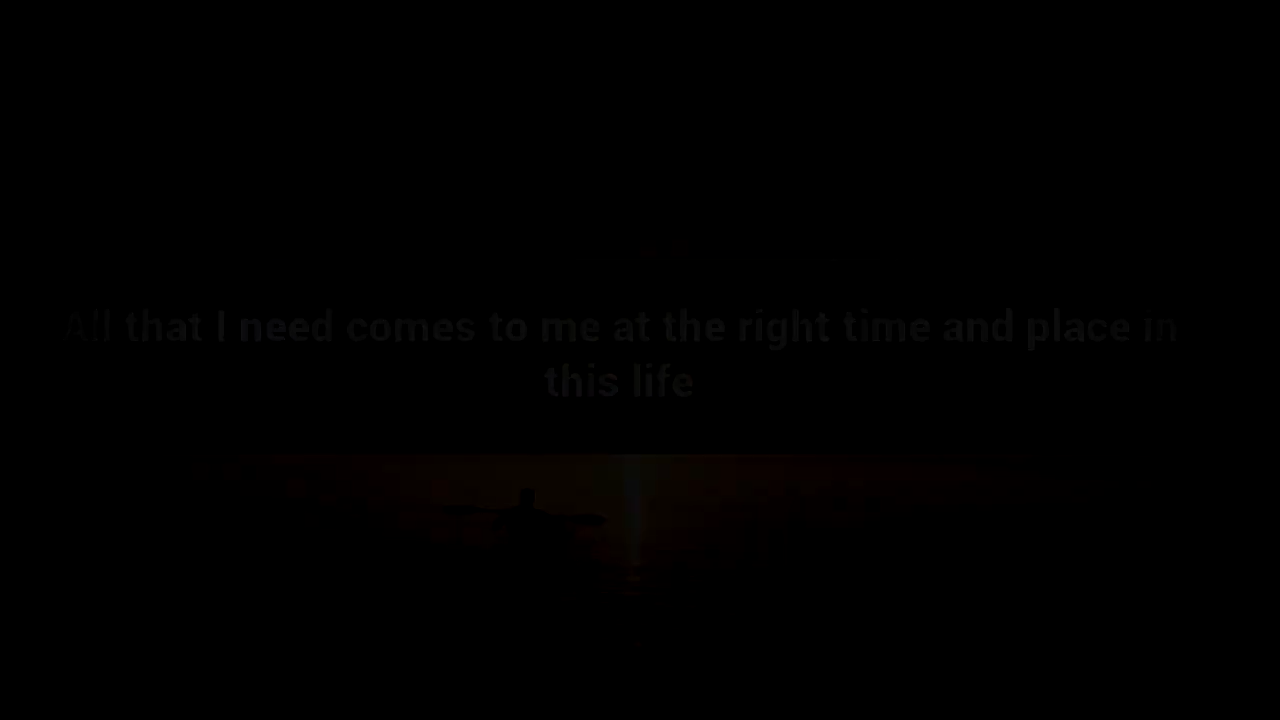 All that I need comes to me at the right time and place in
this life